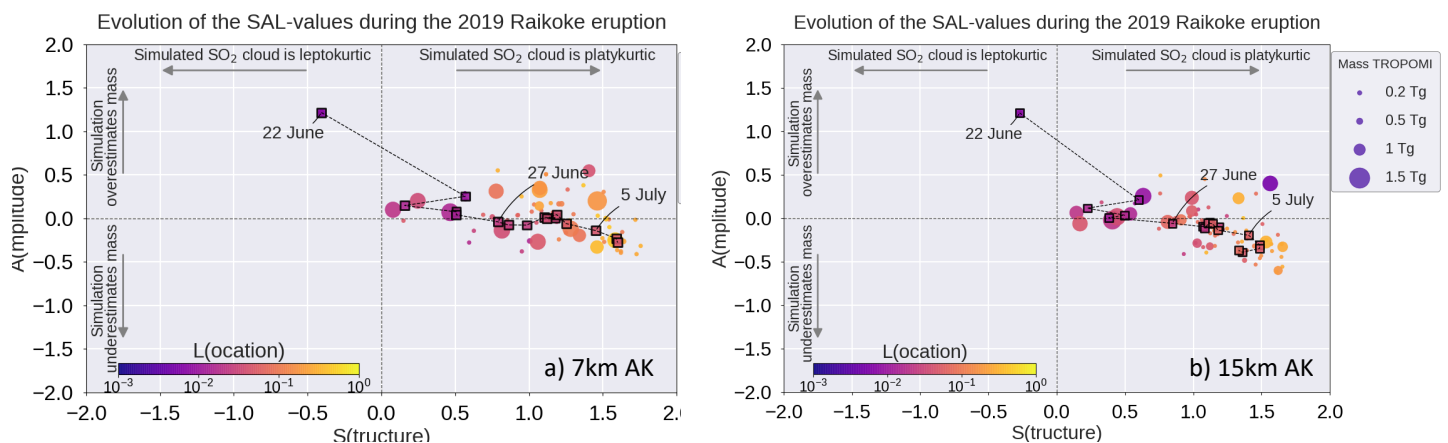 Evolution of the SAL-values during the 2019 Raikoke eruption
Simulated SO₂ cloud is leptokurtic
Simulated SO₂ cloud is platykurtic
Simulation
overestimates mass
Simulation
underestimates mass
A(mplitude)
2.0
1.5
1.0
0.5
0.0
−0.5
−1.0
−1.5
−2.0
22 June
27 June
5 July
L(ocation)
10⁻³ 10⁻² 10⁻¹ 10⁰
a) 7km AK
−2.0 −1.5 −1.0 −0.5 0.0 0.5 1.0 1.5 2.0
S(tructure)
Evolution of the SAL-values during the 2019 Raikoke eruption
Simulated SO₂ cloud is leptokurtic
Simulated SO₂ cloud is platykurtic
Simulation
overestimates mass
Simulation
underestimates mass
A(mplitude)
2.0
1.5
1.0
0.5
0.0
−0.5
−1.0
−1.5
−2.0
22 June
27 June
5 July
L(ocation)
10⁻³ 10⁻² 10⁻¹ 10⁰
b) 15km AK
−2.0 −1.5 −1.0 −0.5 0.0 0.5 1.0 1.5 2.0
S(tructure)
Mass TROPOMI
0.2 Tg
0.5 Tg
1 Tg
1.5 Tg